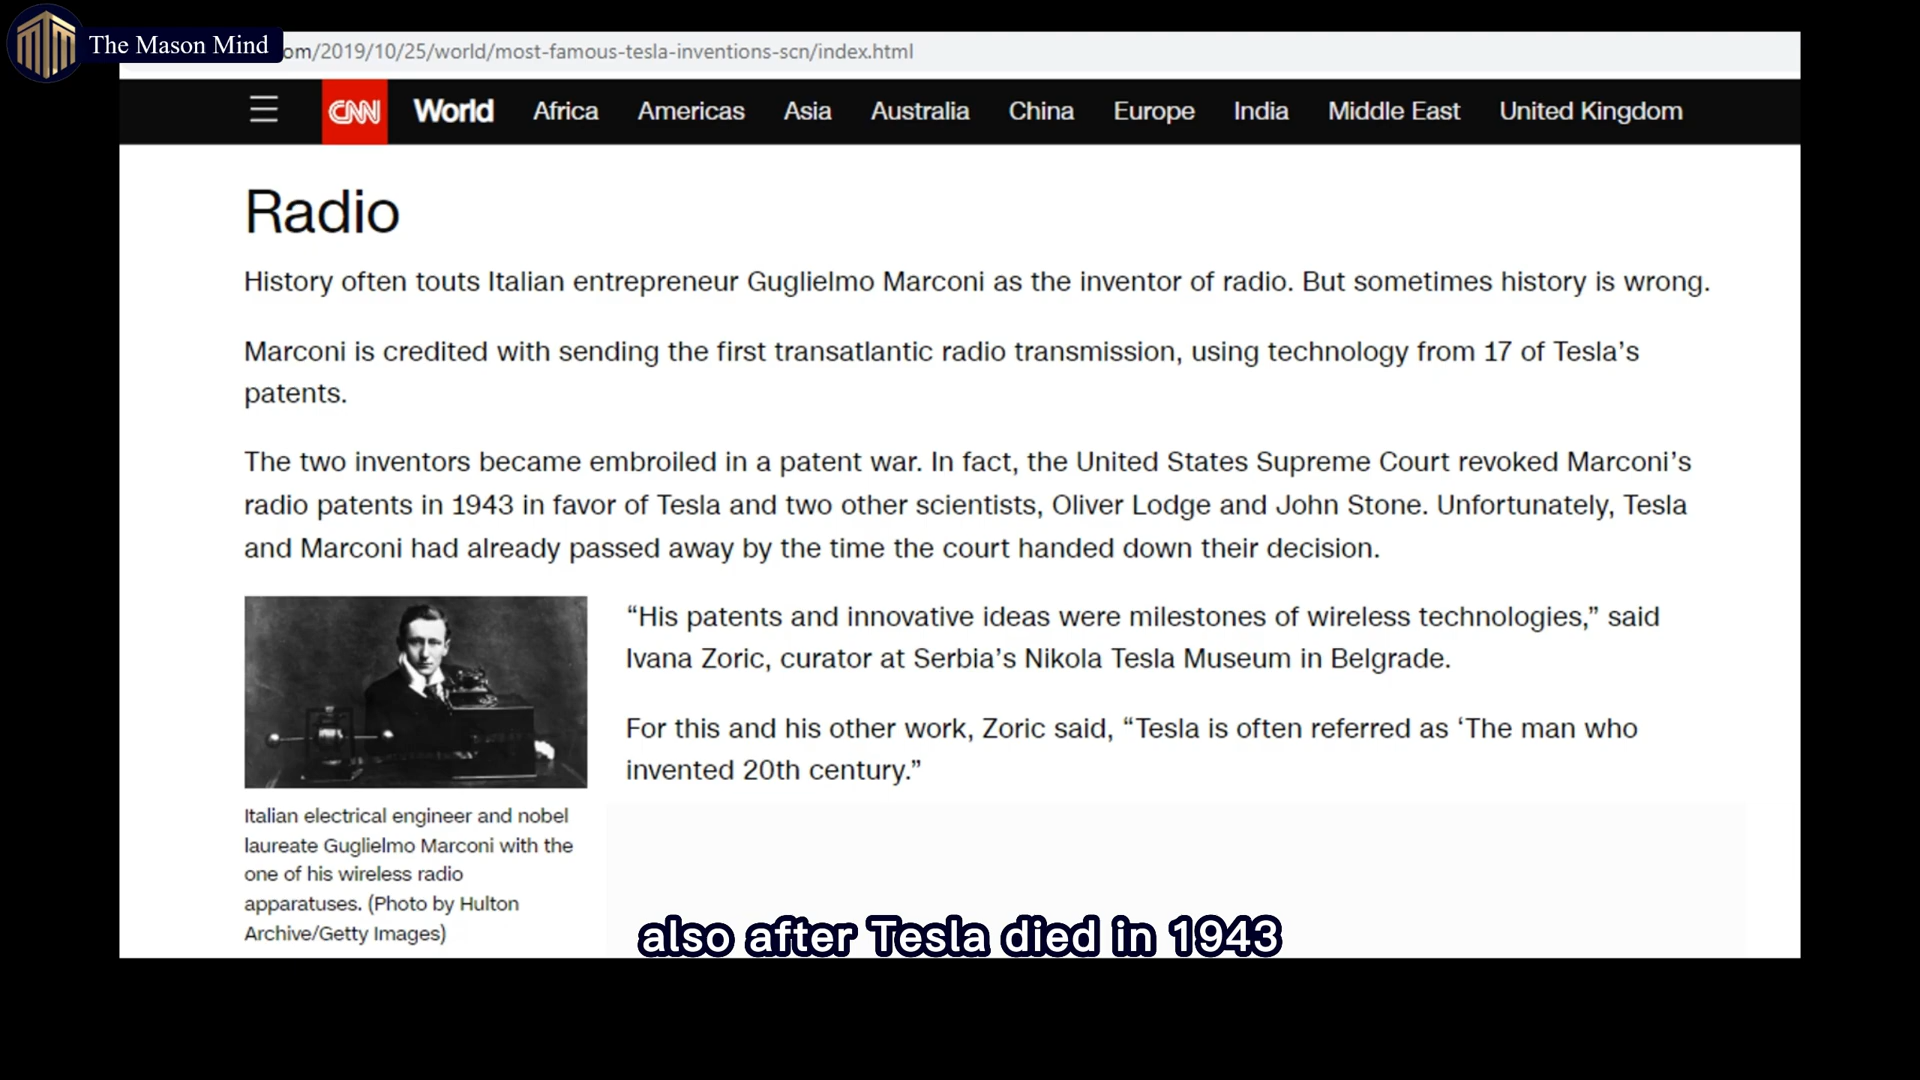 The Mason Mind
om/2019/10/25/world/most-famous-tesla-inventions-scn/index.html
CNN World Africa Americas Asia Australia China Europe India Middle East United Kingdom
Radio
History often touts Italian entrepreneur Guglielmo Marconi as the inventor of radio. But sometimes history is wrong.
Marconi is credited with sending the first transatlantic radio transmission, using technology from 17 of Tesla’s
patents.
The two inventors became embroiled in a patent war. In fact, the United States Supreme Court revoked Marconi’s
radio patents in 1943 in favor of Tesla and two other scientists, Oliver Lodge and John Stone. Unfortunately, Tesla
and Marconi had already passed away by the time the court handed down their decision.
“His patents and innovative ideas were milestones of wireless technologies,” said
Ivana Zoric, curator at Serbia’s Nikola Tesla Museum in Belgrade.
For this and his other work, Zoric said, “Tesla is often referred as ‘The man who
invented 20th century.”
Italian electrical engineer and nobel
laureate Guglielmo Marconi with the
one of his wireless radio
apparatuses. (Photo by Hulton
Archive/Getty Images)
also after Tesla died in 1943